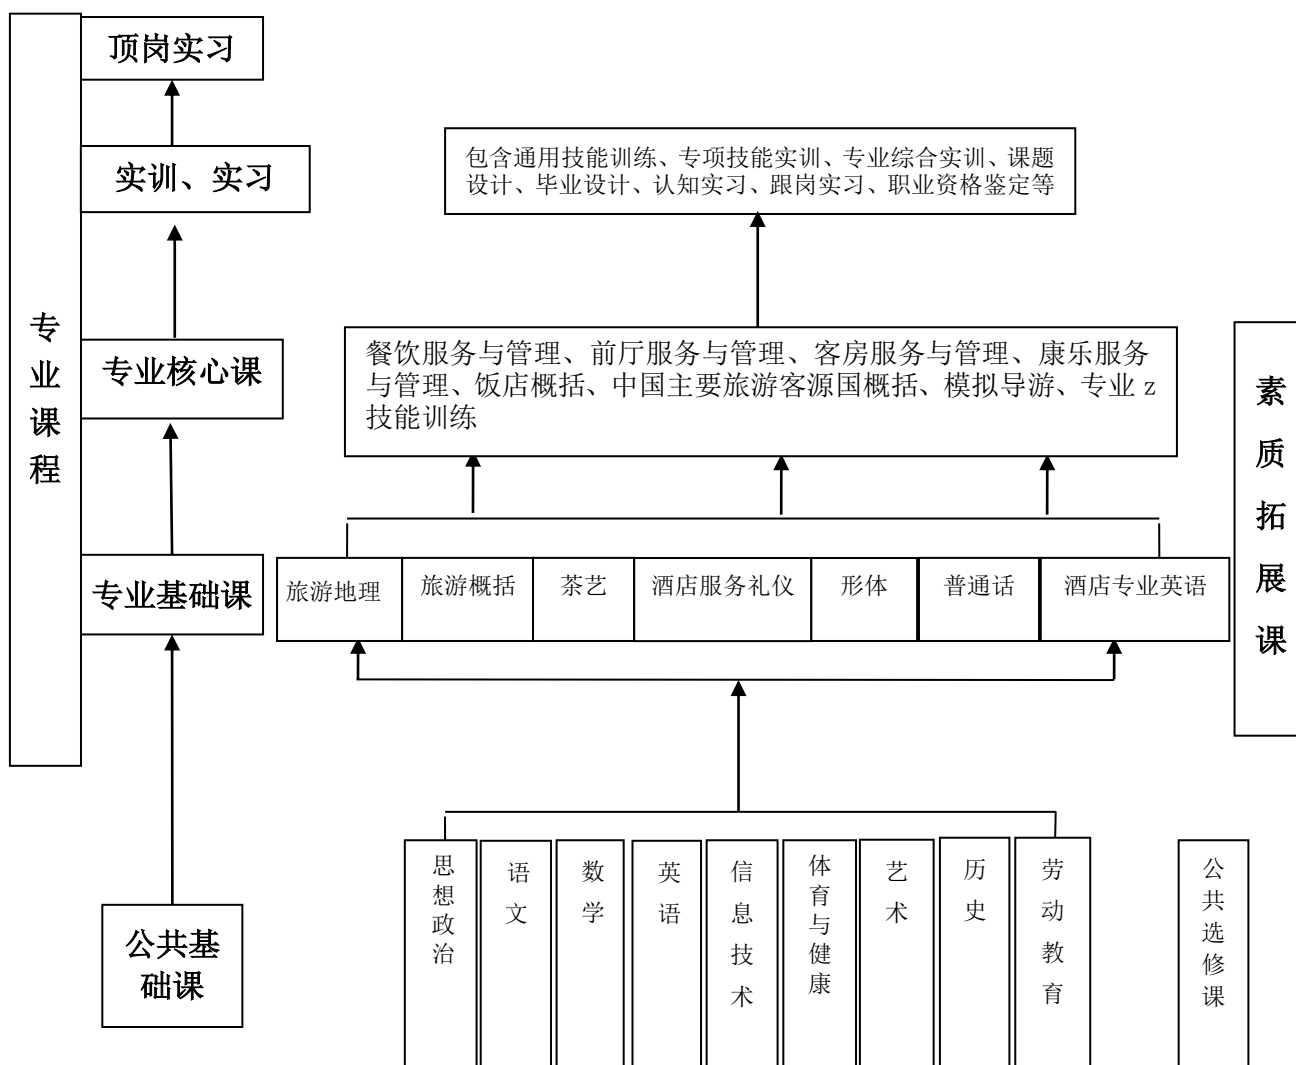 顶岗实习
实训、实习
包含通用技能训练、专项技能实训、专业综合实训、课题
设计、毕业设计、认知实习、跟岗实习、职业资格鉴定等
专业课程
专业核心课
餐饮服务与管理、前厅服务与管理、客房服务与管理、康乐服务
与管理、饭店概括、中国主要旅游客源国概括、模拟导游、专业 z
技能训练
素质拓展课
专业基础课
旅游地理
旅游概括
茶艺
酒店服务礼仪
形体
普通话
酒店专业英语
公共基
础课
思想政治
语文
数学
英语
信息技术
体育与健康
艺术
历史
劳动教育
公共选修课